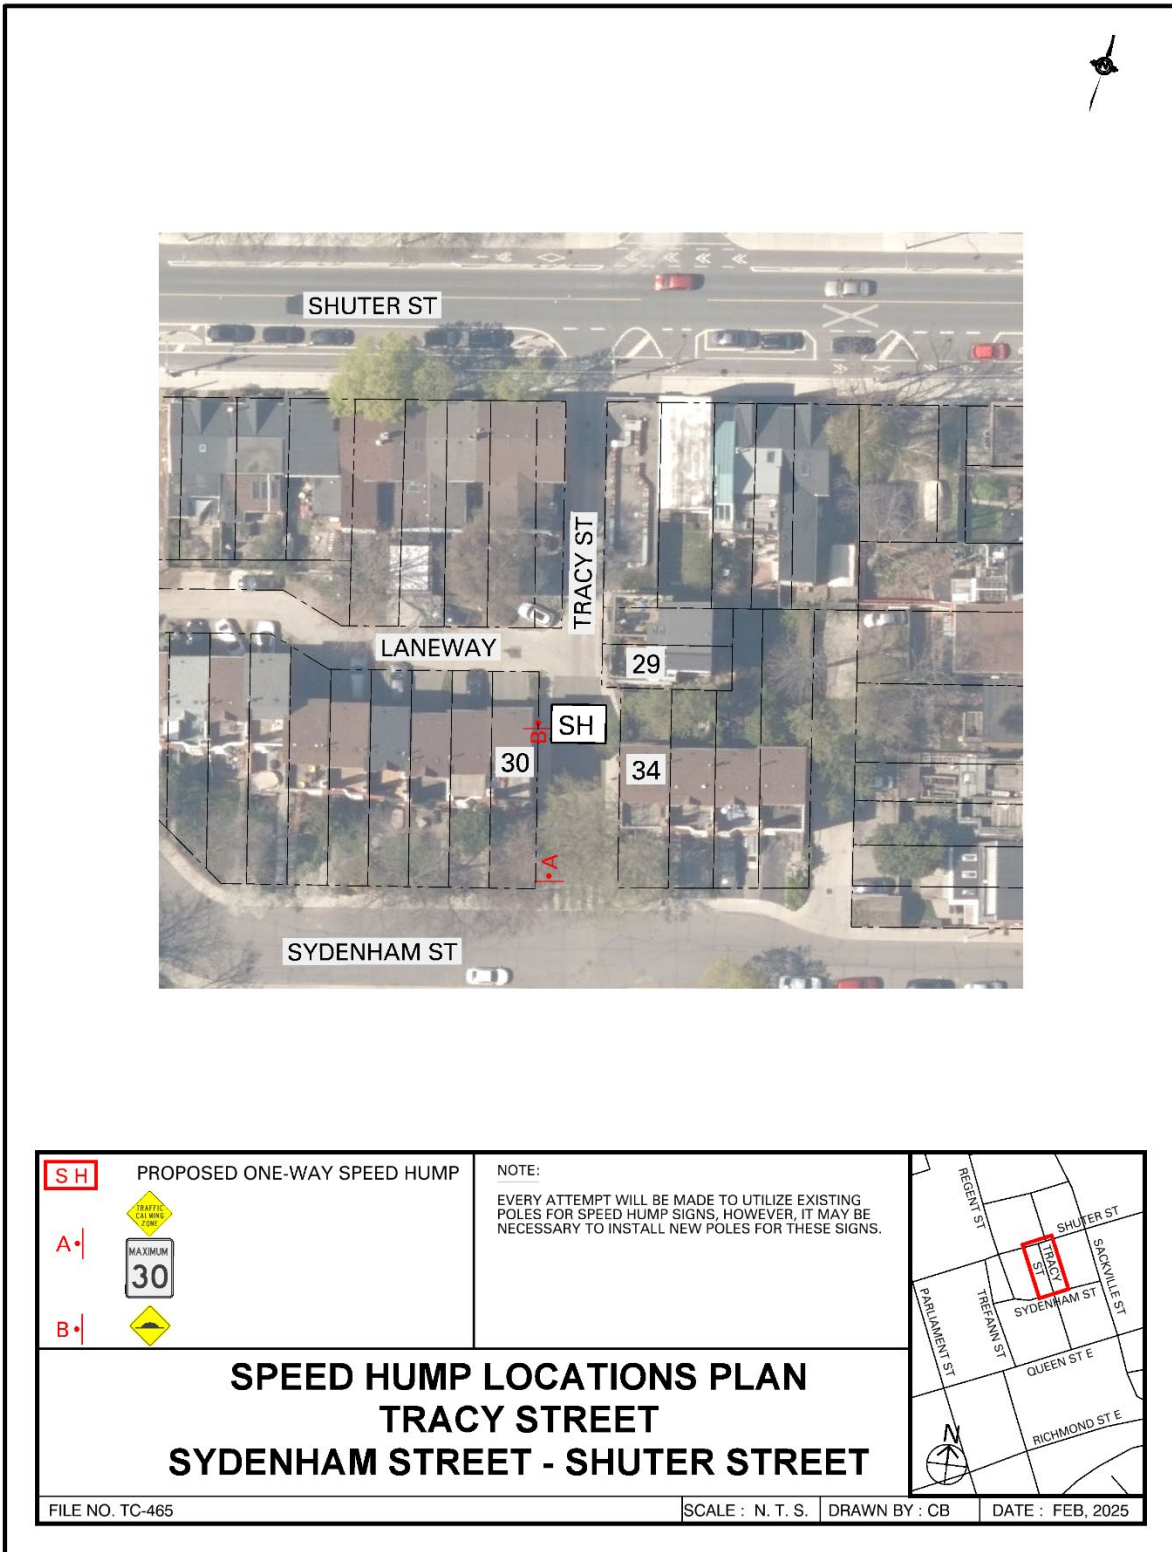 N
SHUTER ST
TRACY ST
LANEWAY
29
SH
B
30
34
A
SYDENHAM ST
S H
PROPOSED ONE-WAY SPEED HUMP
TRAFFIC
CALMING
ZONE
A
MAXIMUM
30
B
NOTE:
EVERY ATTEMPT WILL BE MADE TO UTILIZE EXISTING
POLES FOR SPEED HUMP SIGNS, HOWEVER, IT MAY BE
NECESSARY TO INSTALL NEW POLES FOR THESE SIGNS.
REGENT ST
SHUTER ST
TRACY
ST
SACKVILLE ST
SYDENHAM ST
TREFANN ST
PARLIAMENT ST
QUEEN ST E
RICHMOND ST E
N
SPEED HUMP LOCATIONS PLAN
TRACY STREET
SYDENHAM STREET - SHUTER STREET
FILE NO. TC-465
SCALE : N. T. S.
DRAWN BY : CB
DATE : FEB, 2025